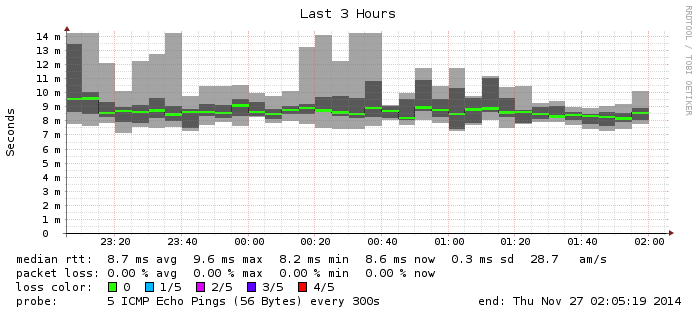 Last 3 Hours
RRDTOOL / TOBI OETIKER
Seconds
14 m
13 m
12 m
11 m
10 m
9 m
8 m
7 m
6 m
5 m
4 m
3 m
2 m
1 m
0
23:20 23:40 00:00 00:20 00:40 01:00 01:20 01:40 02:00
median rtt: 8.7 ms avg 9.6 ms max 8.2 ms min 8.6 ms now 0.3 ms sd 28.7 am/s
packet loss: 0.00 % avg 0.00 % max 0.00 % min 0.00 % now
loss color: 0 1/5 2/5 3/5 4/5
probe: 5 ICMP Echo Pings (56 Bytes) every 300s end: Thu Nov 27 02:05:19 2014